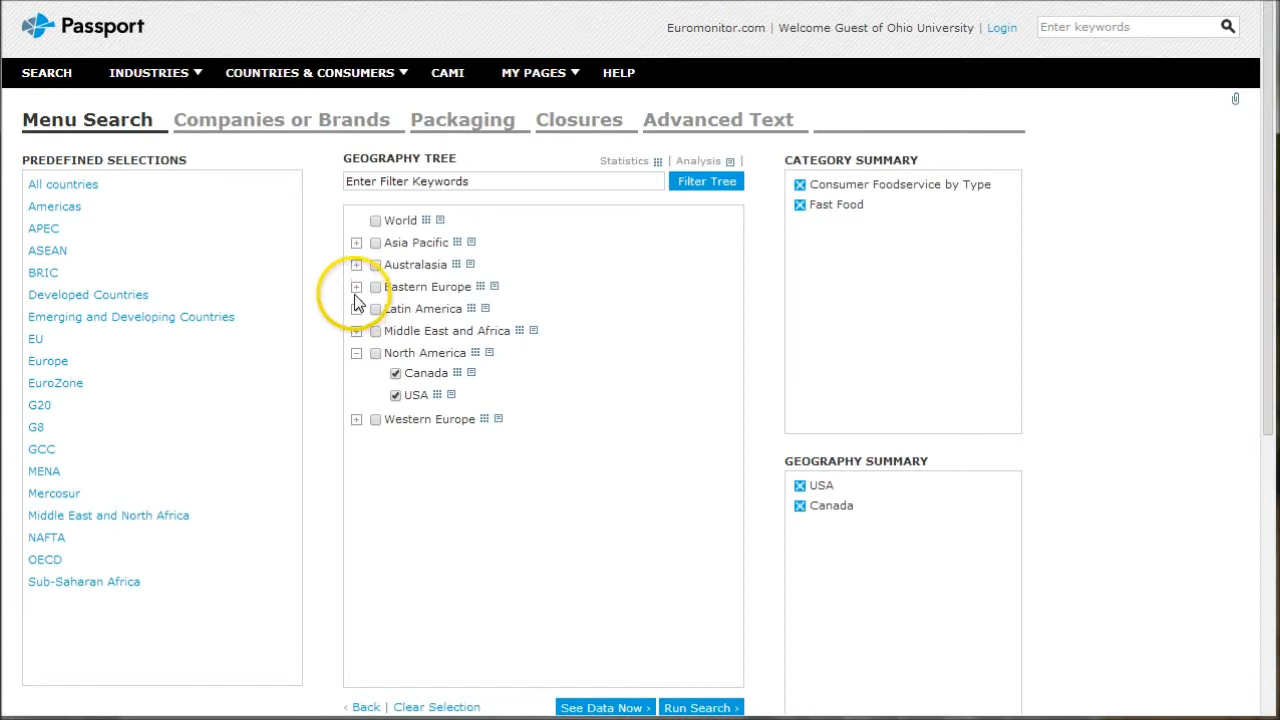 Passport
Euromonitor.com | Welcome Guest of Ohio University | Login
Enter keywords
SEARCH INDUSTRIES COUNTRIES & CONSUMERS CAMI MY PAGES HELP
Menu Search Companies or Brands Packaging Closures Advanced Text
PREDEFINED SELECTIONS
All countries
Americas
APEC
ASEAN
BRIC
Developed Countries
Emerging and Developing Countries
EU
Europe
EuroZone
G20
G8
GCC
MENA
Mercosur
Middle East and North Africa
NAFTA
OECD
Sub-Saharan Africa
GEOGRAPHY TREE
Statistics | Analysis |
Enter Filter Keywords
Filter Tree
World
Asia Pacific
Australasia
Eastern Europe
Latin America
Middle East and Africa
North America
Canada
USA
Western Europe
‹ Back | Clear Selection
See Data Now ›
Run Search ›
CATEGORY SUMMARY
Consumer Foodservice by Type
Fast Food
GEOGRAPHY SUMMARY
USA
Canada